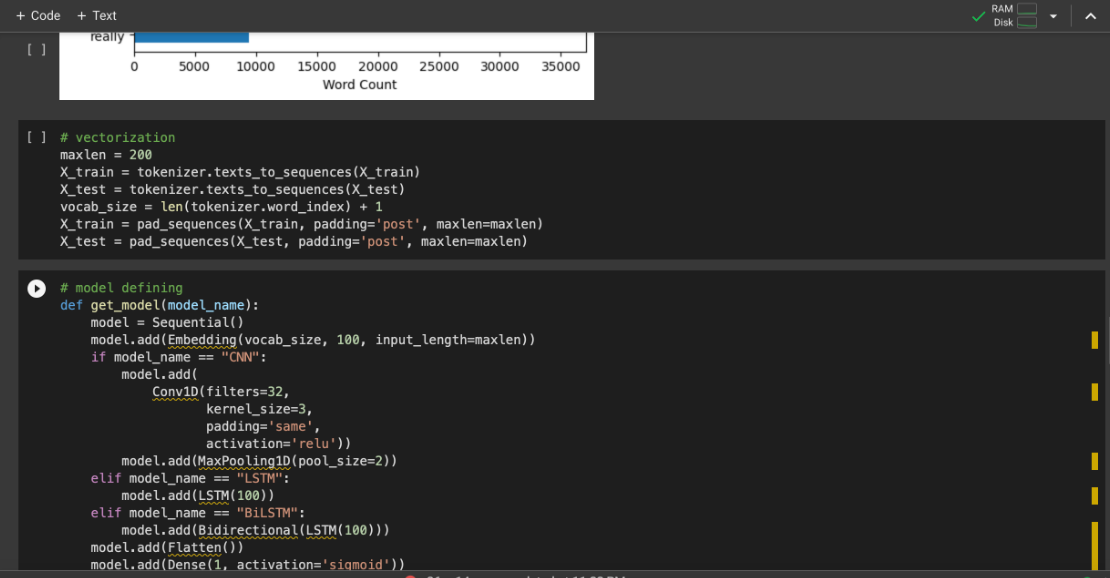 + Code + Text
RAM
Disk
really
[ ]
0 5000 10000 15000 20000 25000 30000 35000
Word Count
[ ] # vectorization
maxlen = 200
X_train = tokenizer.texts_to_sequences(X_train)
X_test = tokenizer.texts_to_sequences(X_test)
vocab_size = len(tokenizer.word_index) + 1
X_train = pad_sequences(X_train, padding='post', maxlen=maxlen)
X_test = pad_sequences(X_test, padding='post', maxlen=maxlen)
# model defining
def get_model(model_name):
    model = Sequential()
    model.add(Embedding(vocab_size, 100, input_length=maxlen))
    if model_name == "CNN":
        model.add(
            Conv1D(filters=32,
                   kernel_size=3,
                   padding='same',
                   activation='relu'))
        model.add(MaxPooling1D(pool_size=2))
    elif model_name == "LSTM":
        model.add(LSTM(100))
    elif model_name == "BiLSTM":
        model.add(Bidirectional(LSTM(100)))
    model.add(Flatten())
    model.add(Dense(1, activation='sigmoid'))